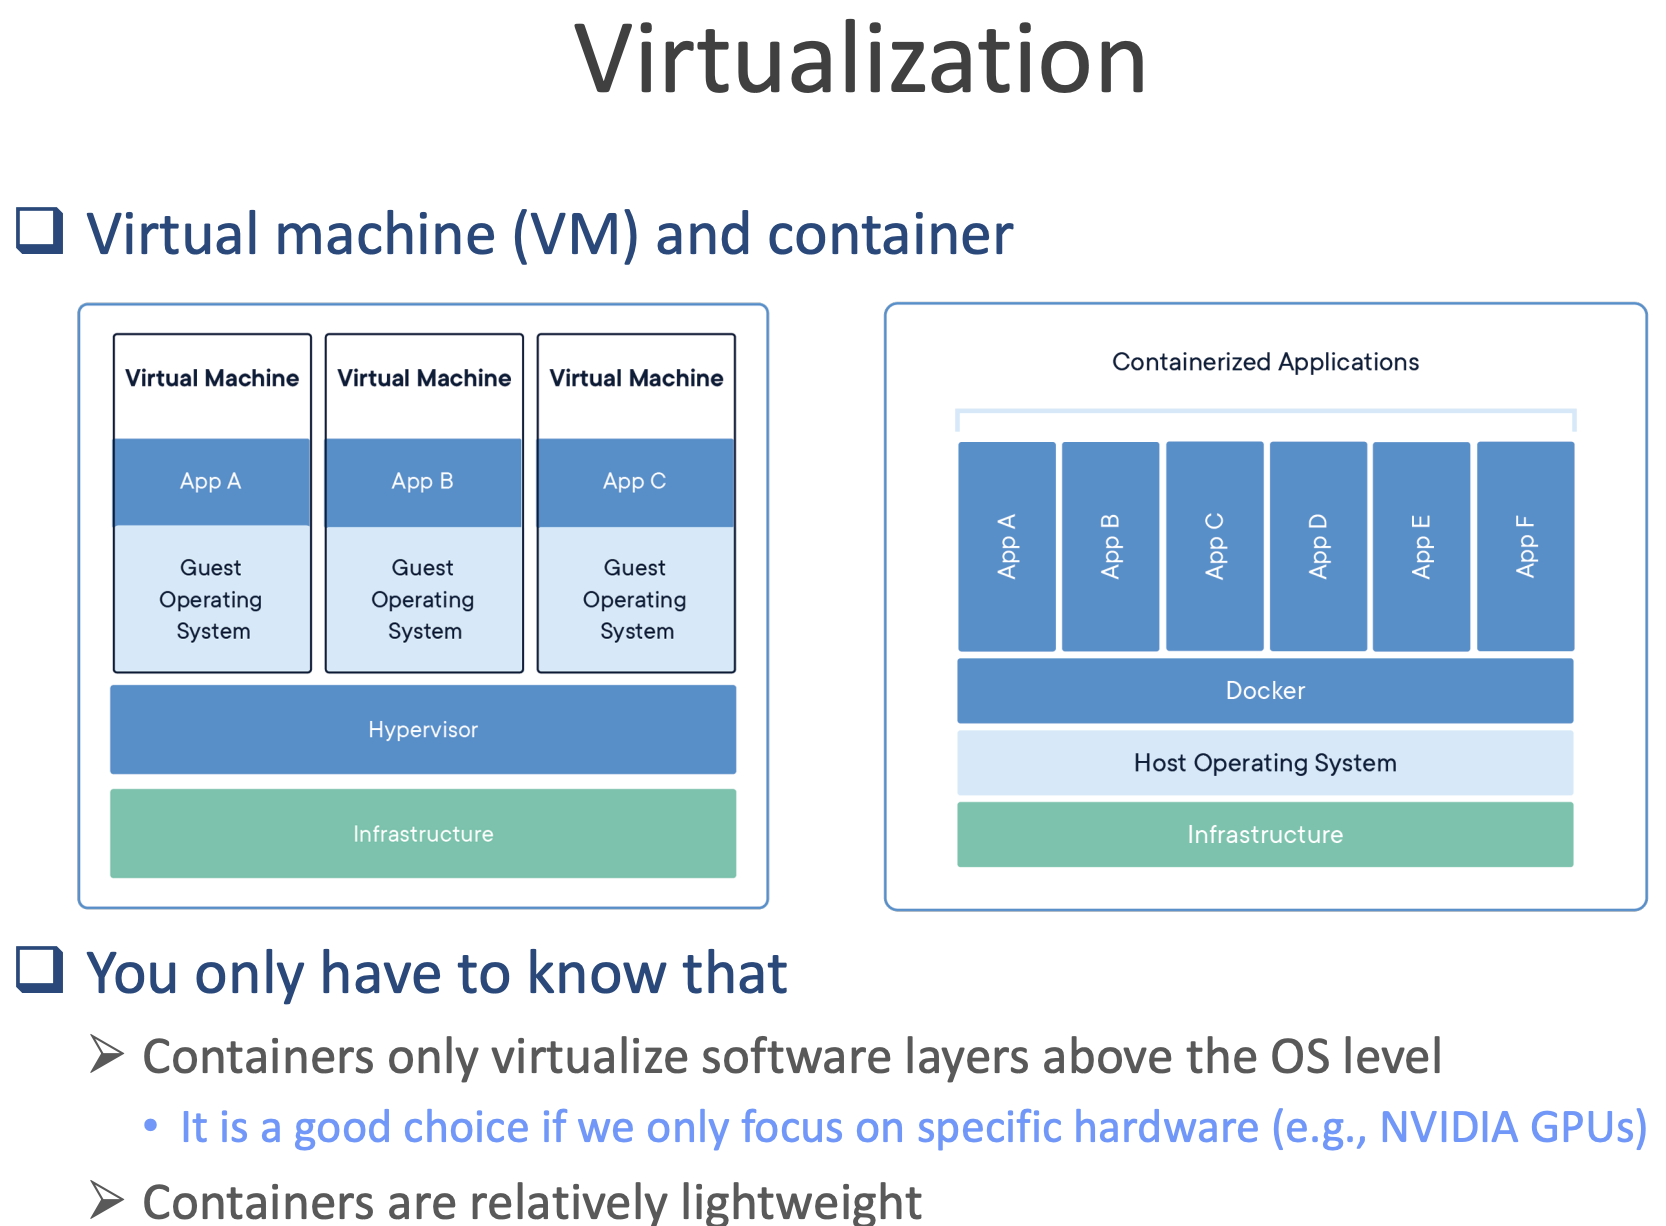 Virtualization
Virtual machine (VM) and container
Virtual Machine
App A
Guest
Operating
System
Virtual Machine
App B
Guest
Operating
System
Virtual Machine
App C
Guest
Operating
System
Hypervisor
Infrastructure
Containerized Applications
App A
App B
App C
App D
App E
App F
Docker
Host Operating System
Infrastructure
You only have to know that
Containers only virtualize software layers above the OS level
• It is a good choice if we only focus on specific hardware (e.g., NVIDIA GPUs)
Containers are relatively lightweight